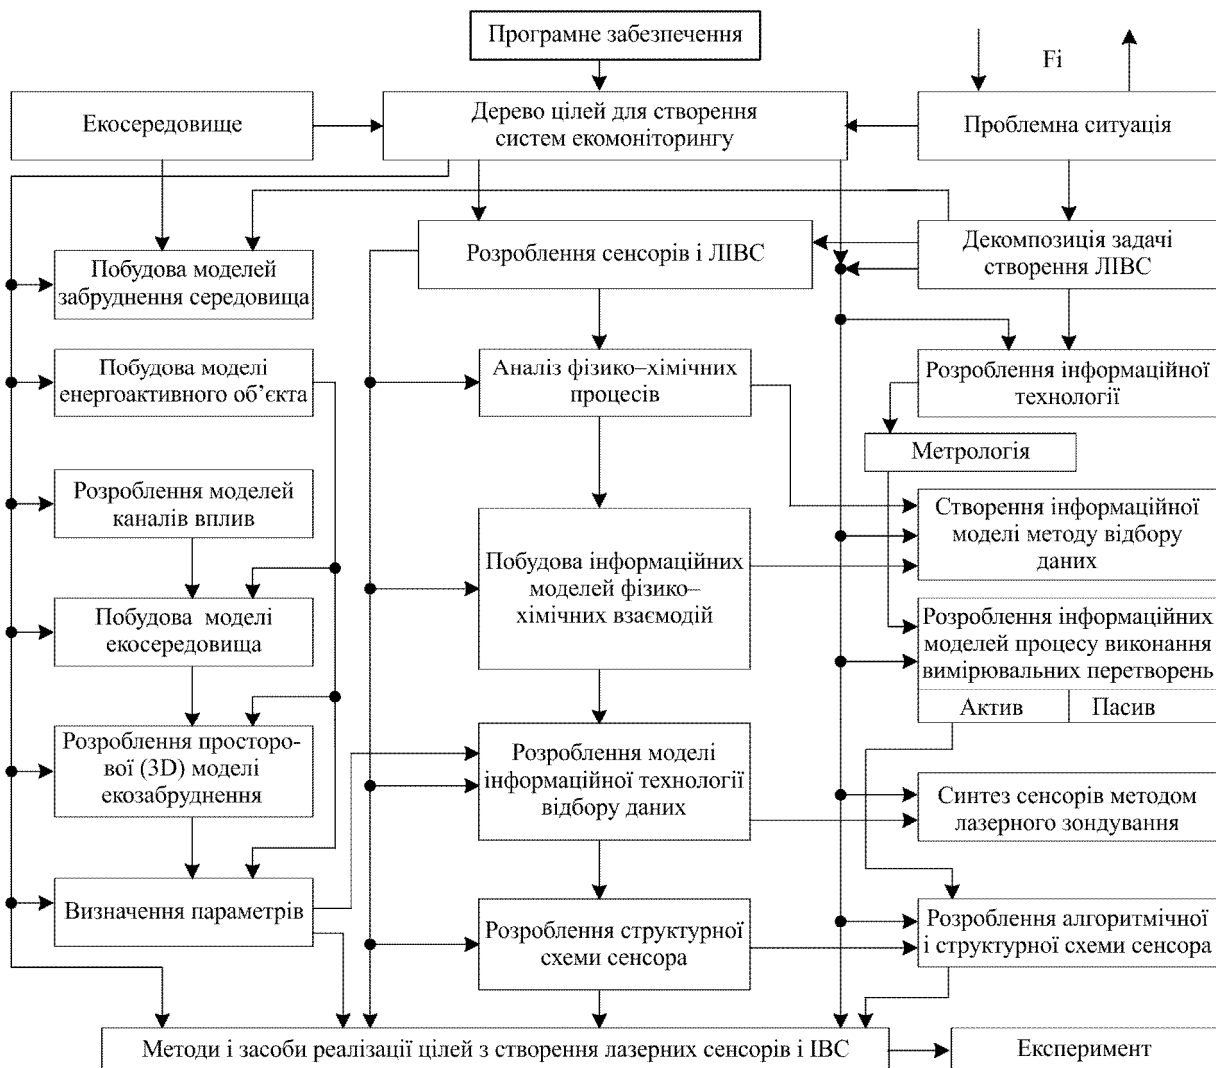 Програмне забезпечення
Fi
Екосередовище
Дерево цілей для створення
систем екомоніторингу
Проблемна ситуація
Побудова моделей
забруднення середовища
Розроблення сенсорів і ЛІВС
Декомпозиція задачі
створення ЛІВС
Побудова моделі
енергоактивного об’єкта
Аналіз фізико–хімічних
процесів
Розроблення інформаційної
технології
Метрологія
Розроблення моделей
каналів вплив
Створення інформаційної
моделі методу відбору
даних
Побудова інформаційних
моделей фізико–
хімічних взаємодій
Побудова моделі
екосередовища
Розроблення інформаційних
моделей процесу виконання
вимірювальних перетворень
Актив
Пасив
Розроблення просторо-
вої (3D) моделі
екозабруднення
Розроблення моделі
інформаційної технології
відбору даних
Синтез сенсорів методом
лазерного зондування
Визначення параметрів
Розроблення структурної
схеми сенсора
Розроблення алгоритмічної
і структурної схеми сенсора
Методи і засоби реалізації цілей з створення лазерних сенсорів і ІВС
Експеримент